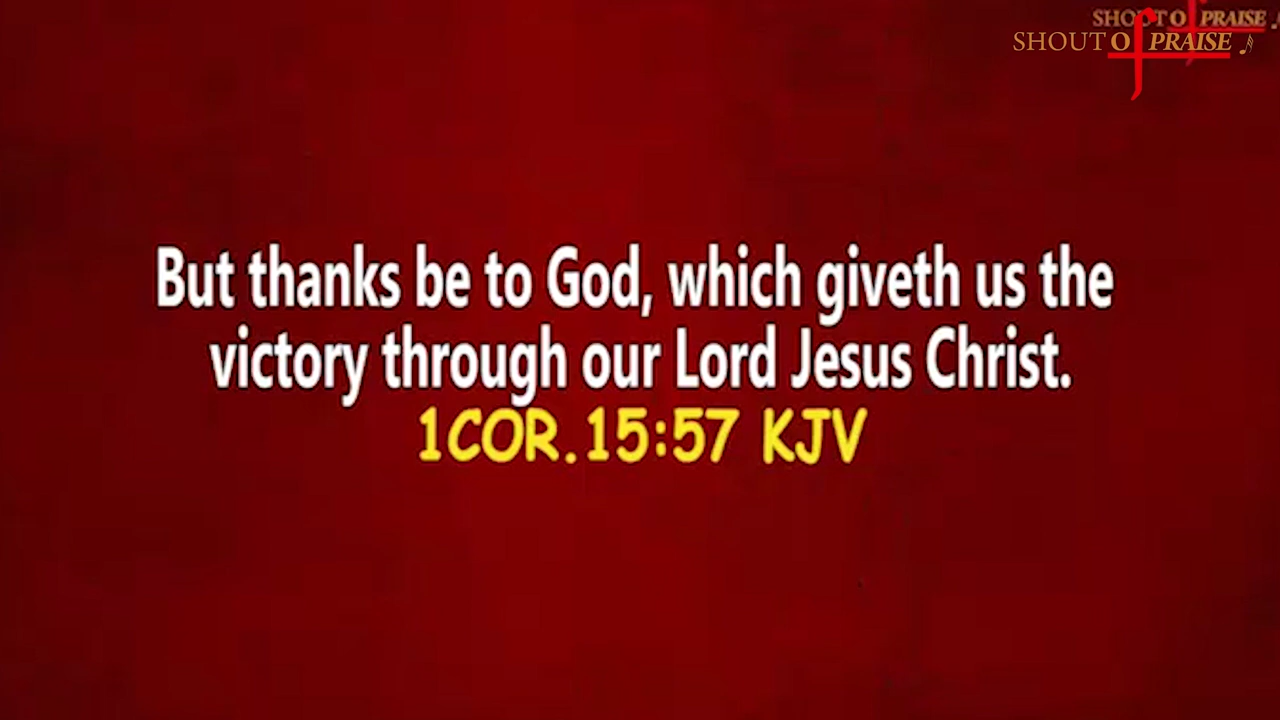 SHOUT Of PRAISE
SHOUT Of PRAISE
But thanks be to God, which giveth us the
victory through our Lord Jesus Christ.
1COR.15:57 KJV